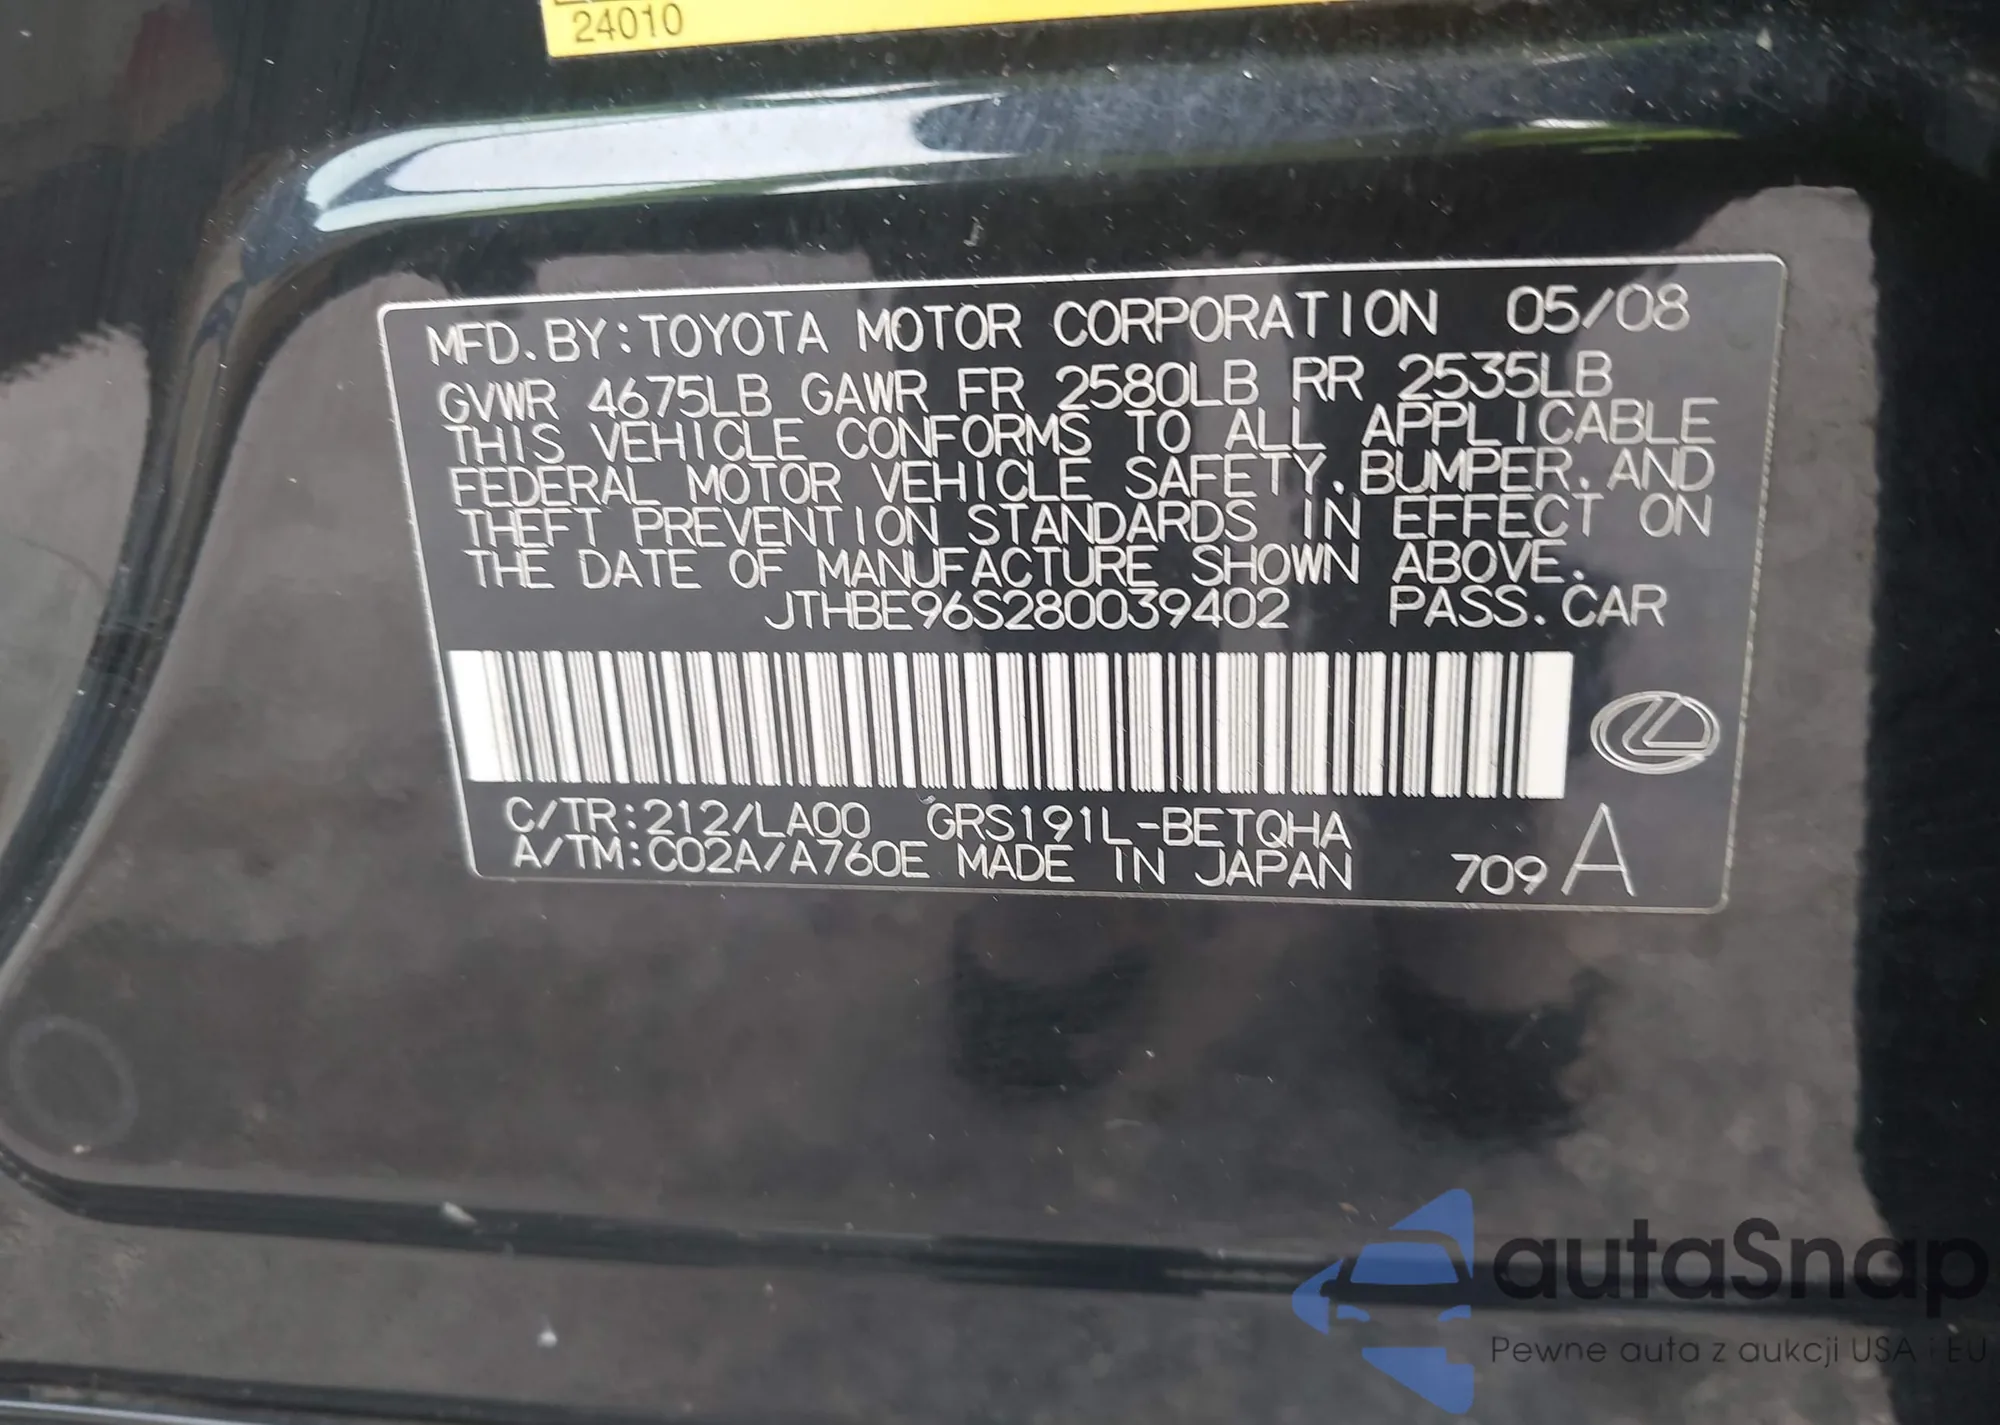 24010
MFD.BY:TOYOTA MOTOR CORPORATION 05/08
GVWR 4675LB GAWR FR 2580LB RR 2535LB
THIS VEHICLE CONFORMS TO ALL APPLICABLE
FEDERAL MOTOR VEHICLE SAFETY.BUMPER.AND
THEFT PREVENTION STANDARDS IN EFFECT ON
THE DATE OF MANUFACTURE SHOWN ABOVE.
JTHBE96S280039402 PASS.CAR
C/TR:212/LA00 GRS191L-BETQHA
A/TM:C02A/A760E MADE IN JAPAN 709 A
autaSnap
Pewne auta z aukcji USA i EU